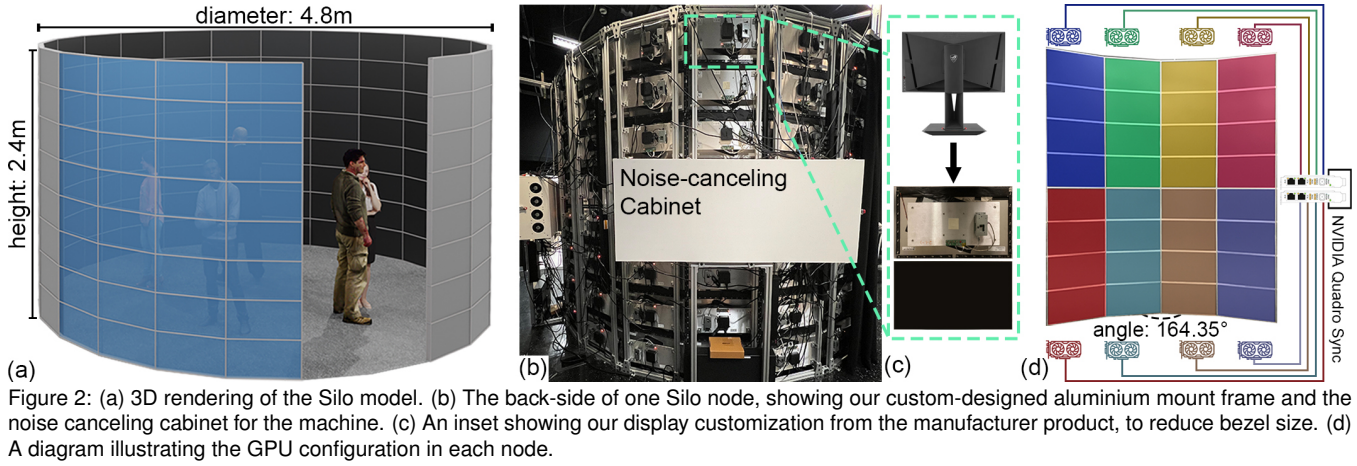 diameter: 4.8m
height: 2.4m
(a)
Noise-canceling
Cabinet
(b)
(c)
angle: 164.35°
NVIDIA Quadro Sync
(d)
Figure 2: (a) 3D rendering of the Silo model. (b) The back-side of one Silo node, showing our custom-designed aluminium mount frame and the
noise canceling cabinet for the machine. (c) An inset showing our display customization from the manufacturer product, to reduce bezel size. (d)
A diagram illustrating the GPU configuration in each node.